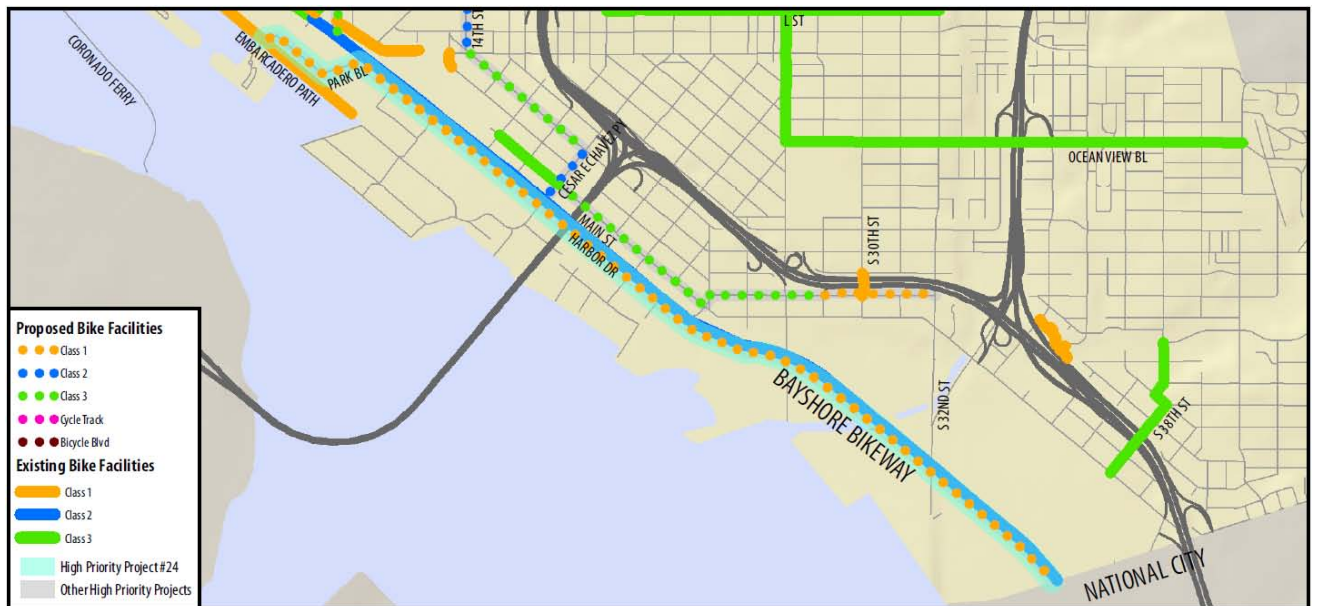 CORONADO FERRY
EMBARCADERO PATH
PARK BL
14TH ST
L ST
CESAR ECHAVEZ PY
OCEAN VIEW BL
MAIN ST
HARBOR DR
S 30TH ST
BAYSHORE BIKEWAY
S 32ND ST
S 38TH ST
NATIONAL CITY
Proposed Bike Facilities
Class 1
Class 2
Class 3
Cycle Track
Bicycle Blvd
Existing Bike Facilities
Class 1
Class 2
Class 3
High Priority Project #24
Other High Priority Projects